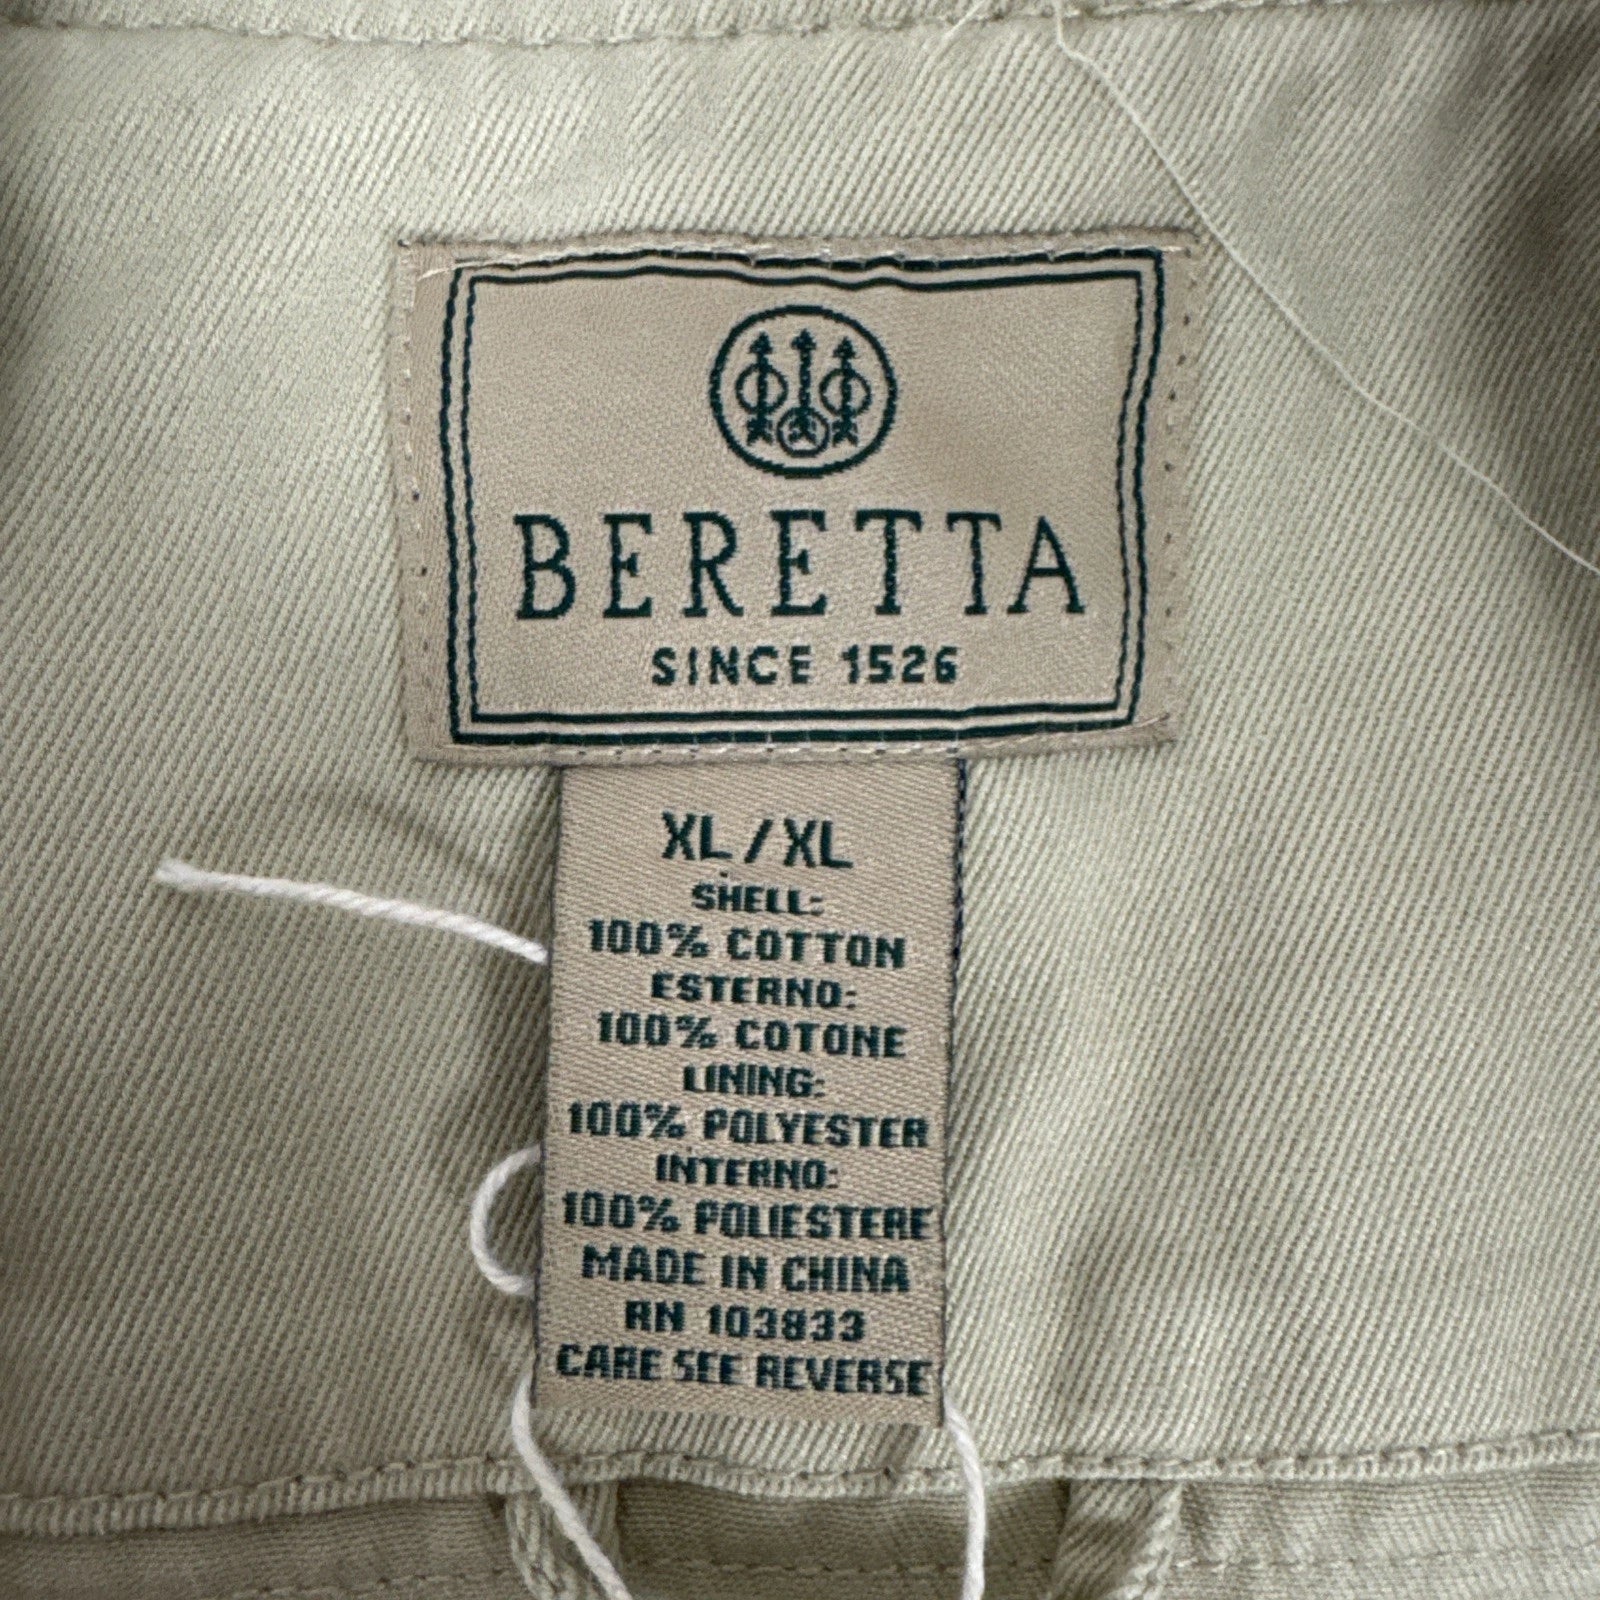 BERETTA
SINCE 1526
XL/XL
SHELL:
100% COTTON
ESTERNO:
100% COTONE
LINING:
100% POLYESTER
INTERNO:
100% POLIESTERE
MADE IN CHINA
RN 103833
CARE SEE REVERSE